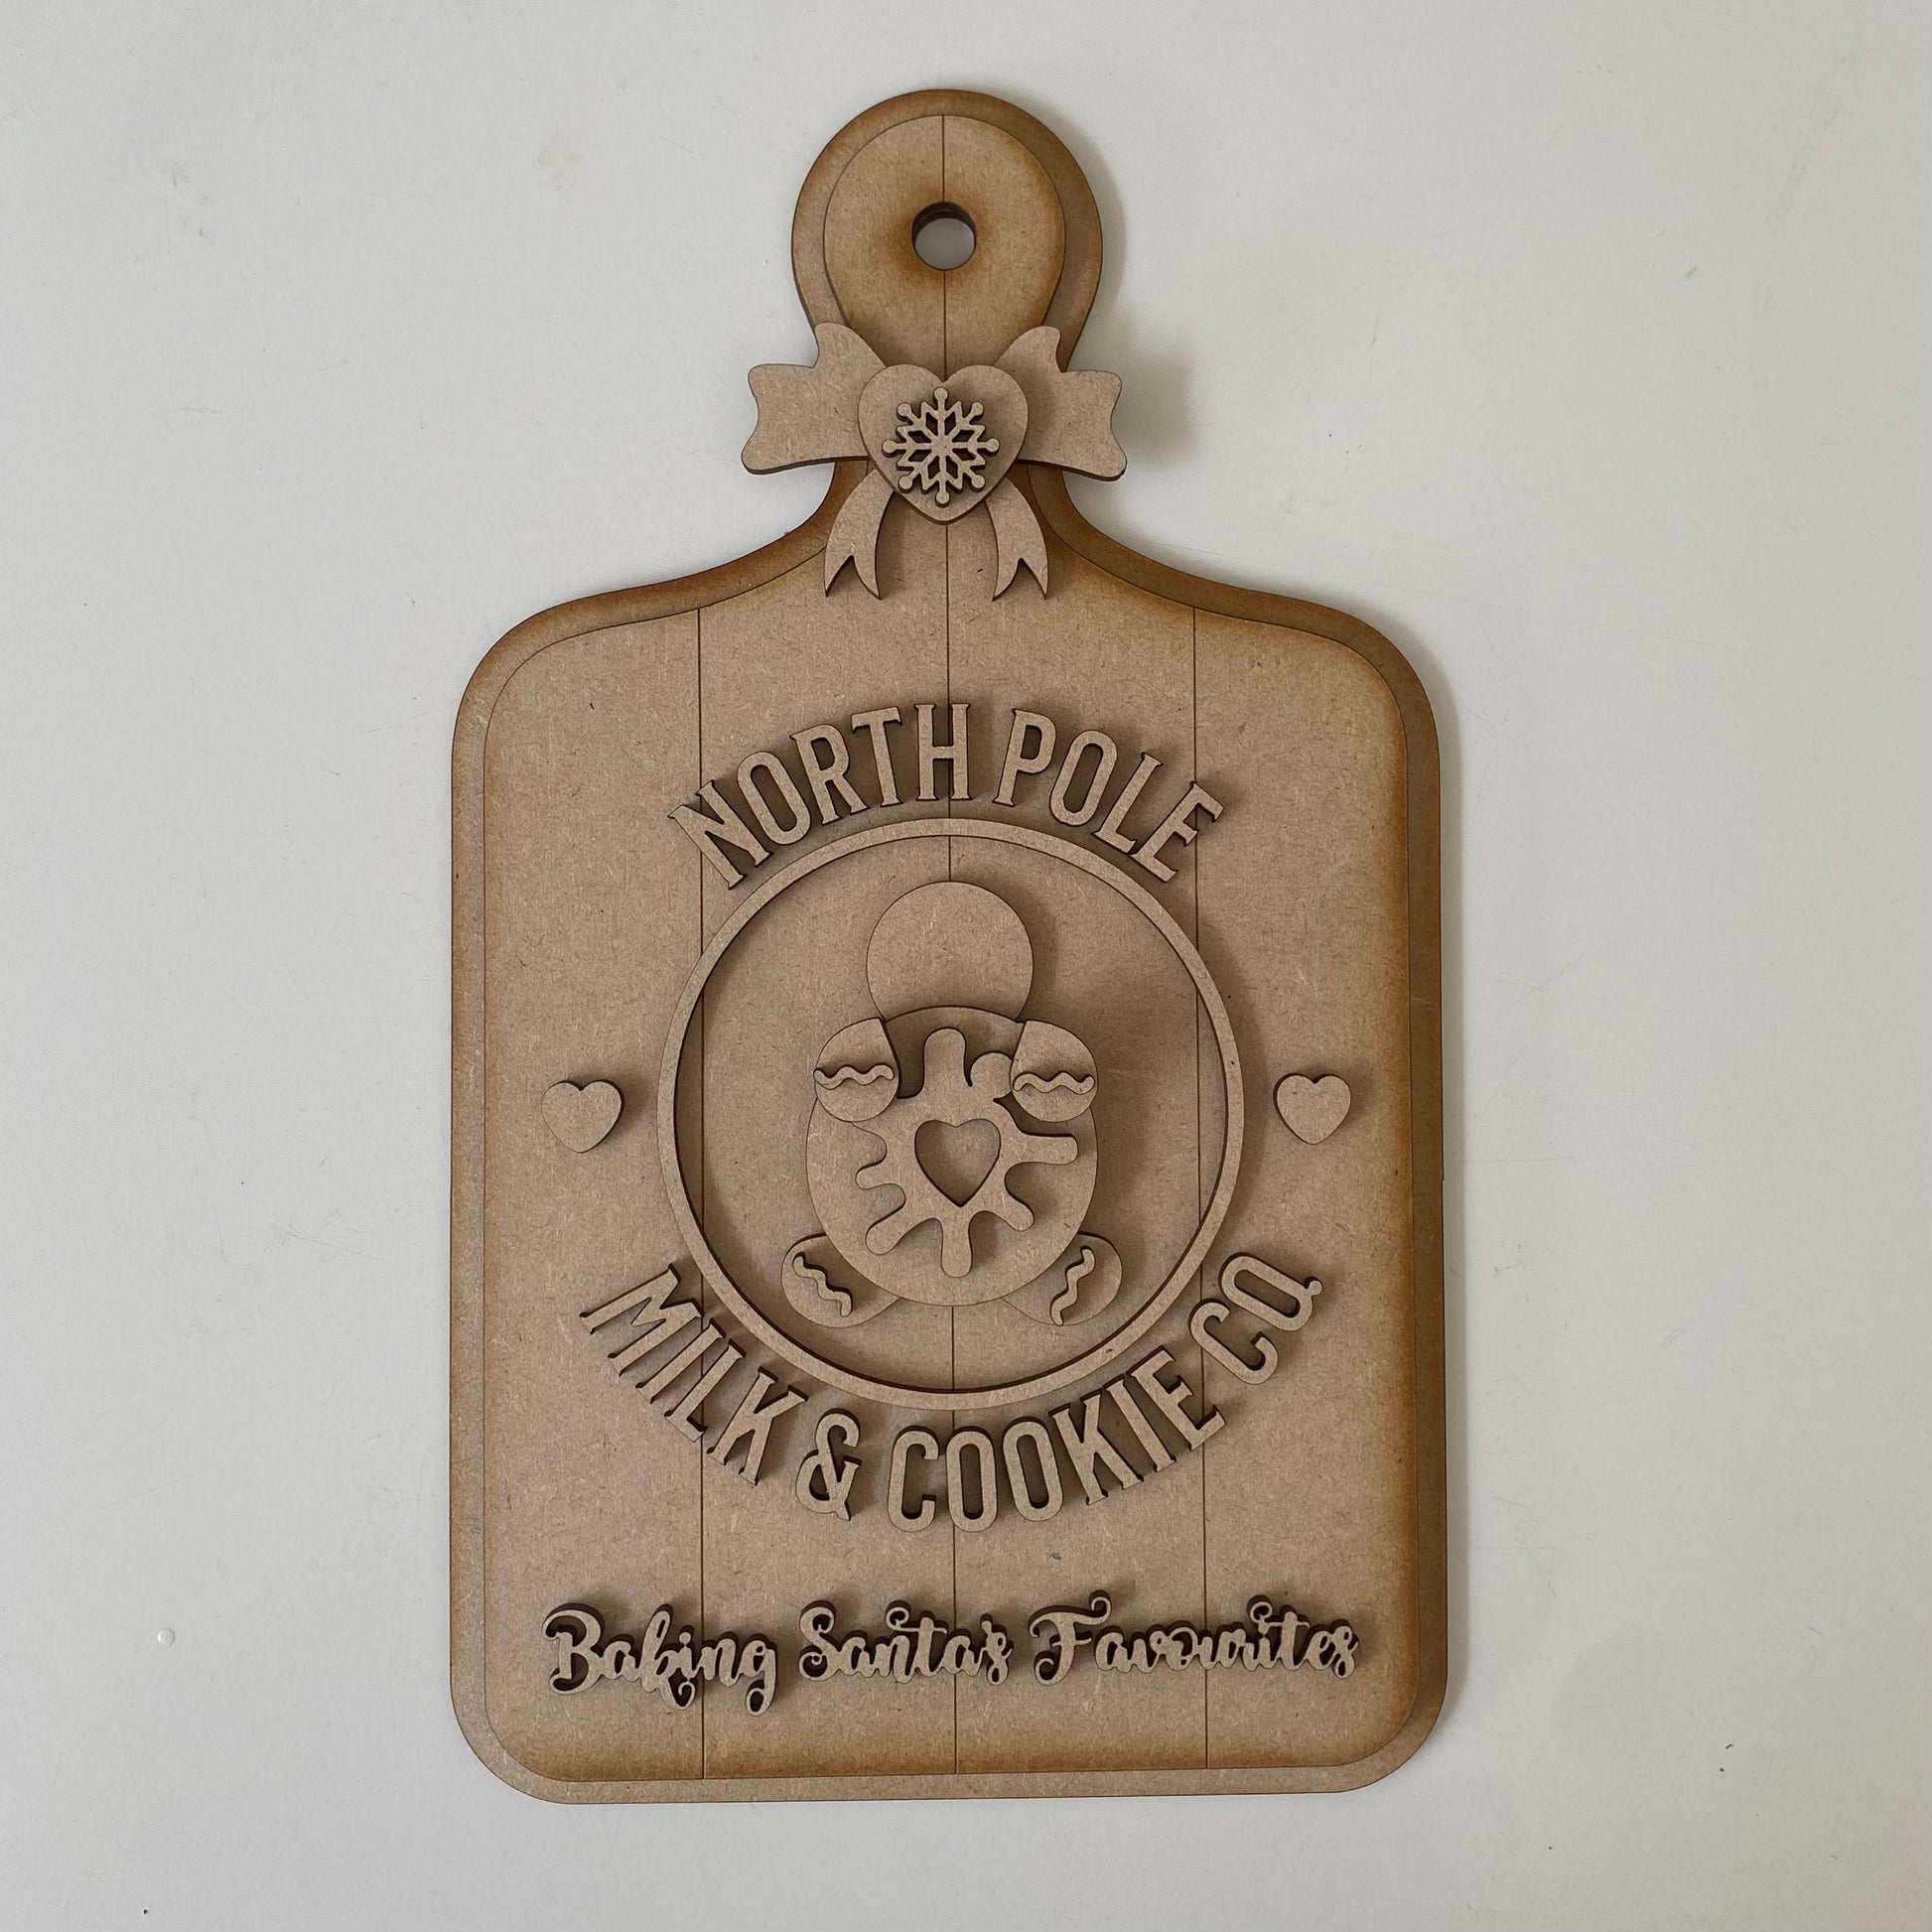 NORTH POLE
MILK & COOKIE CO.
Baking Santa's Favourites